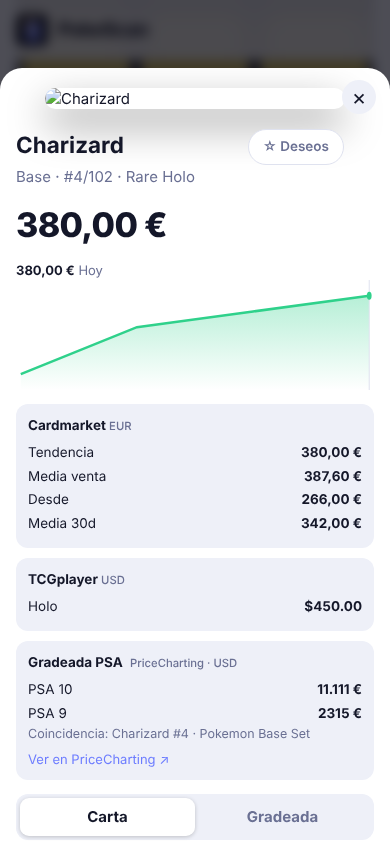 Charizard
✕
Charizard
☆ Deseos
Base · #4/102 · Rare Holo
380,00 €
380,00 € Hoy
Cardmarket EUR
Tendencia 380,00 €
Media venta 387,60 €
Desde 266,00 €
Media 30d 342,00 €
TCGplayer USD
Holo $450.00
Gradeada PSA PriceCharting · USD
PSA 10 11.111 €
PSA 9 2315 €
Coincidencia: Charizard #4 · Pokemon Base Set
Ver en PriceCharting ↗
Carta Gradeada